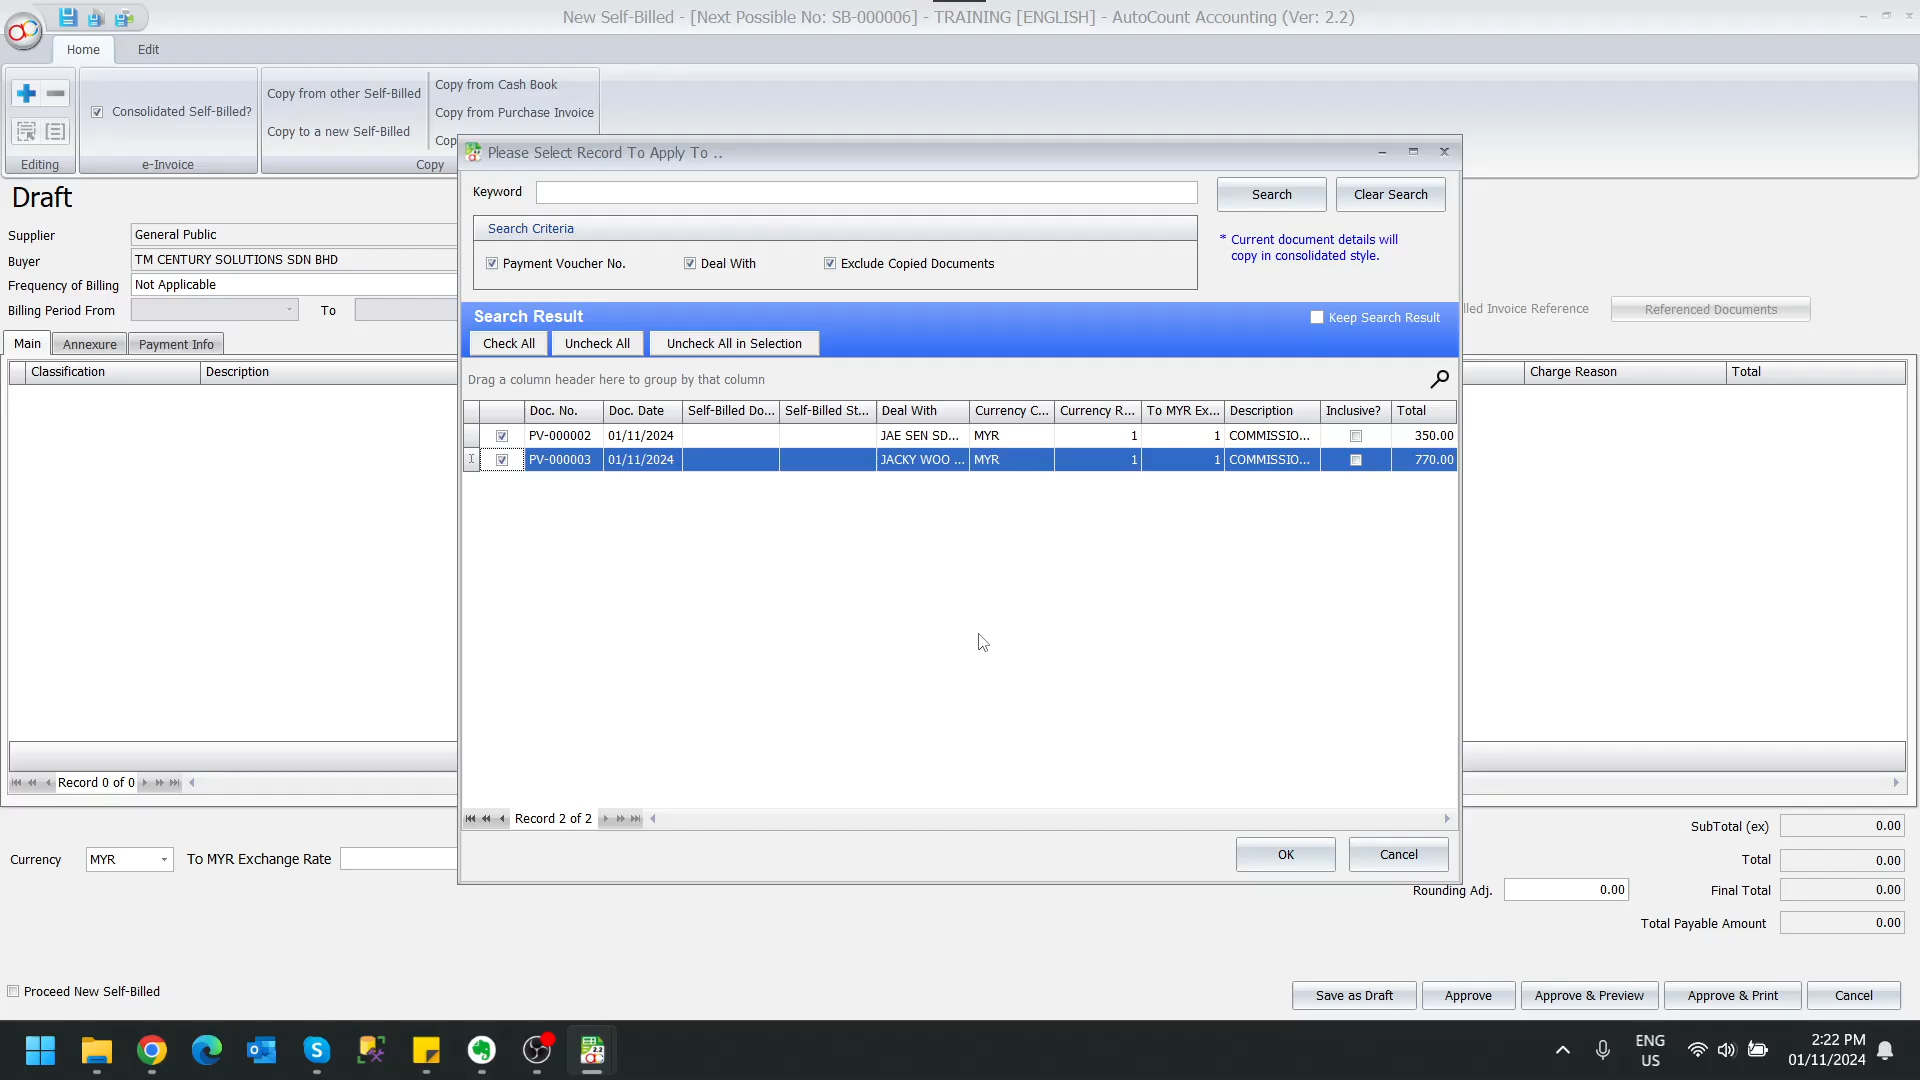 New Self-Billed - [Next Possible No: SB-000006] - TRAINING [ENGLISH] - AutoCount Accounting (Ver: 2.2)
Home
Edit
Consolidated Self-Billed?
Copy from other Self-Billed
Copy to a new Self-Billed
Copy from Cash Book
Copy from Purchase Invoice
Cop
Editing
e-Invoice
Copy
Draft
Supplier
General Public
Buyer
TM CENTURY SOLUTIONS SDN BHD
Frequency of Billing
Not Applicable
Billing Period From
To
lled Invoice Reference
Referenced Documents
Main
Annexure
Payment Info
Classification
Description
Charge Reason
Total
Record 0 of 0
Please Select Record To Apply To ..
Keyword
Search
Clear Search
Search Criteria
Payment Voucher No.
Deal With
Exclude Copied Documents
* Current document details will
copy in consolidated style.
Search Result
Keep Search Result
Check All
Uncheck All
Uncheck All in Selection
Drag a column header here to group by that column
Doc. No. Doc. Date Self-Billed Do... Self-Billed St... Deal With Currency C... Currency R... To MYR Ex... Description Inclusive? Total
PV-000002 01/11/2024 JAE SEN SD... MYR 1 1 COMMISSIO... 350.00
PV-000003 01/11/2024 JACKY WOO ... MYR 1 1 COMMISSIO... 770.00
Record 2 of 2
OK
Cancel
Currency
MYR
To MYR Exchange Rate
SubTotal (ex)
0.00
Total
0.00
Rounding Adj.
0.00
Final Total
0.00
Total Payable Amount
0.00
Proceed New Self-Billed
Save as Draft
Approve
Approve & Preview
Approve & Print
Cancel
ENG
US
2:22 PM
01/11/2024